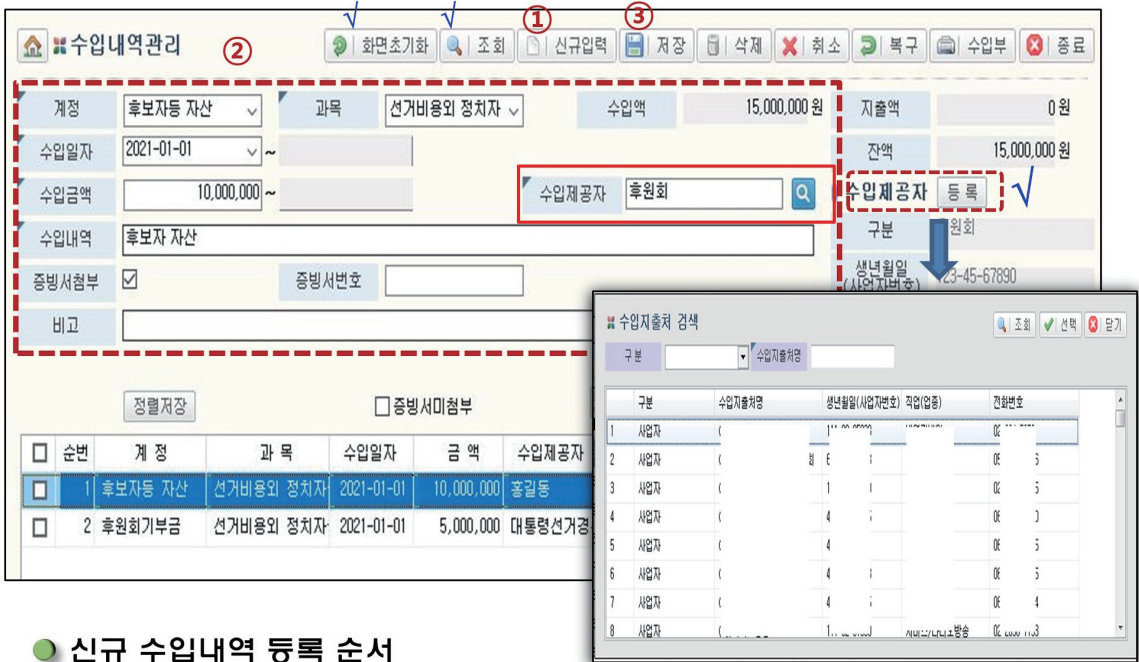 ① ③
수입내역관리 ② 화면초기화 조회 신규입력 저장 삭제 취소 복구 수입부 종료
계정 후보자등 자산 과목 선거비용외 정치자 수입액 15,000,000 원 지출액 0 원
수입일자 2021-01-01 ~ 잔액 15,000,000 원
수입금액 10,000,000 ~ 수입제공자 후원회 수입제공자 등록
수입내역 후보자 자산 구분
증빙서첨부 증빙서번호 생년월일
(사업자번호) 123-45-67890
비고
수입지출처 검색 조회 선택 닫기
구분 수입지출처명
정렬저장 증빙서미첨부
순번 계 정 과 목 수입일자 금 액 수입제공자
1 후보자등 자산 선거비용외 정치자 2021-01-01 10,000,000 홍길동
2 후원회기부금 선거비용외 정치자 2021-01-01 5,000,000 대통령선거경
구분 수입지출처명 생년월일(사업자번호) 직업(업종) 전화번호
1 사업자
2 사업자
3 사업자
4 사업자
5 사업자
6 사업자
7 사업자
8 사업자
신규 수입내역 등록 순서